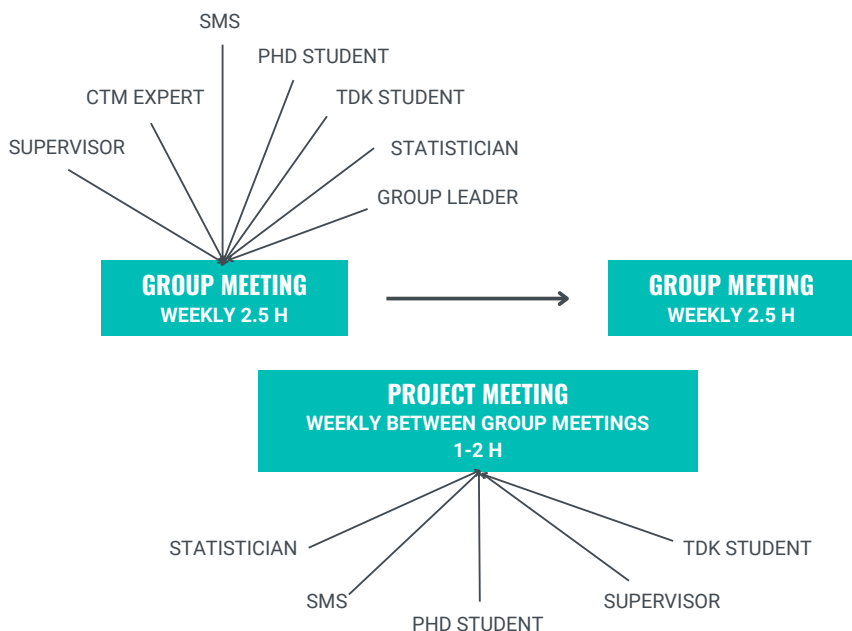 SMS
PHD STUDENT
CTM EXPERT
TDK STUDENT
SUPERVISOR
STATISTICIAN
GROUP LEADER
GROUP MEETING
WEEKLY 2.5 H
GROUP MEETING
WEEKLY 2.5 H
PROJECT MEETING
WEEKLY BETWEEN GROUP MEETINGS
1-2 H
STATISTICIAN
TDK STUDENT
SMS
SUPERVISOR
PHD STUDENT